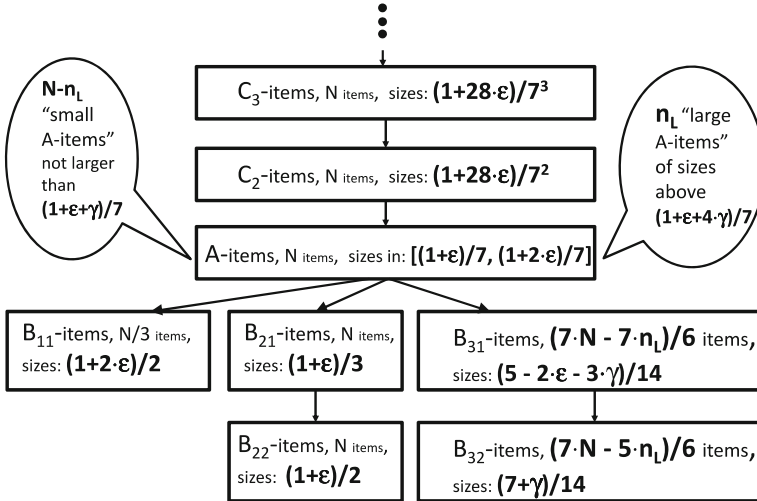 C₃-items, N items, sizes: (1+28·ε)/7³
N-n_L
"small
A-items"
not larger
than
(1+ε+γ)/7
n_L "large
A-items"
of sizes
above
(1+ε+4·γ)/7/
C₂-items, N items, sizes: (1+28·ε)/7²
A-items, N items, sizes in: [(1+ε)/7, (1+2·ε)/7]
B₁₁-items, N/3 items,
sizes: (1+2·ε)/2
B₂₁-items, N items,
sizes: (1+ε)/3
B₃₁-items, (7·N - 7·n_L)/6 items,
sizes: (5 - 2·ε - 3·γ)/14
B₂₂-items, N items,
sizes: (1+ε)/2
B₃₂-items, (7·N - 5·n_L)/6 items,
sizes: (7+γ)/14